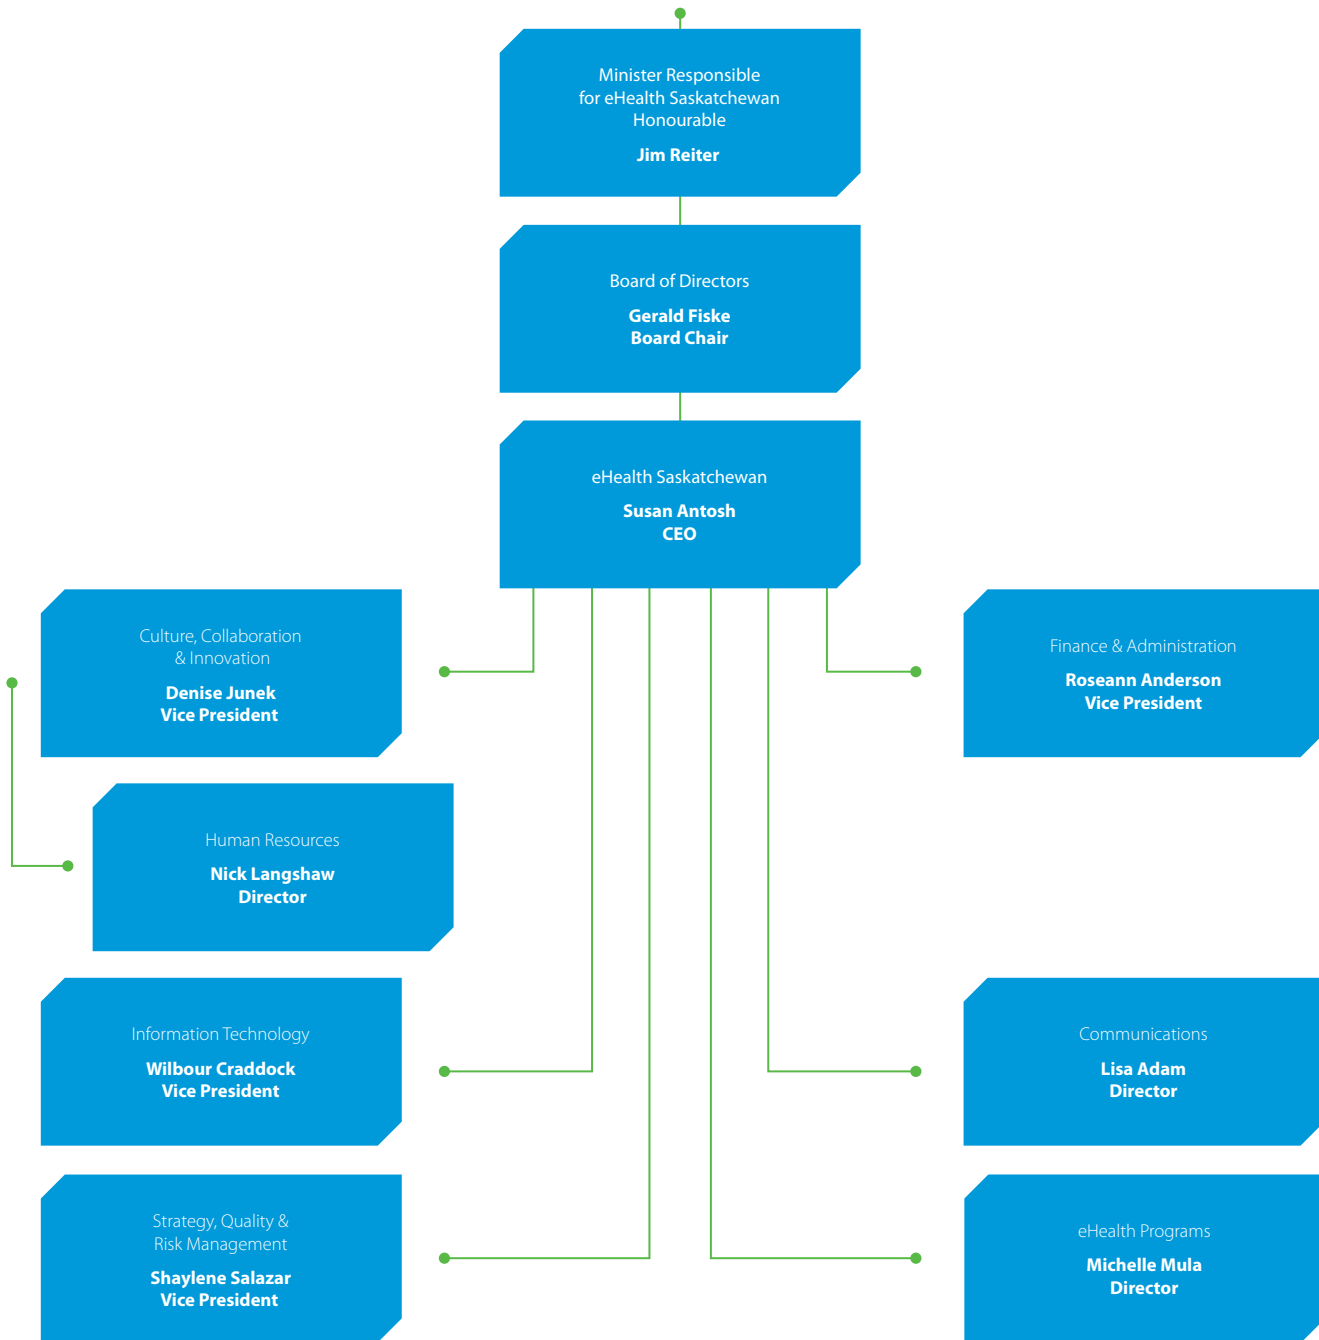 Minister Responsible
for eHealth Saskatchewan
Honourable
Jim Reiter
Board of Directors
Gerald Fiske
Board Chair
eHealth Saskatchewan
Susan Antosh
CEO
Culture, Collaboration
& Innovation
Denise Junek
Vice President
Finance & Administration
Roseann Anderson
Vice President
Human Resources
Nick Langshaw
Director
Information Technology
Wilbour Craddock
Vice President
Communications
Lisa Adam
Director
Strategy, Quality &
Risk Management
Shaylene Salazar
Vice President
eHealth Programs
Michelle Mula
Director